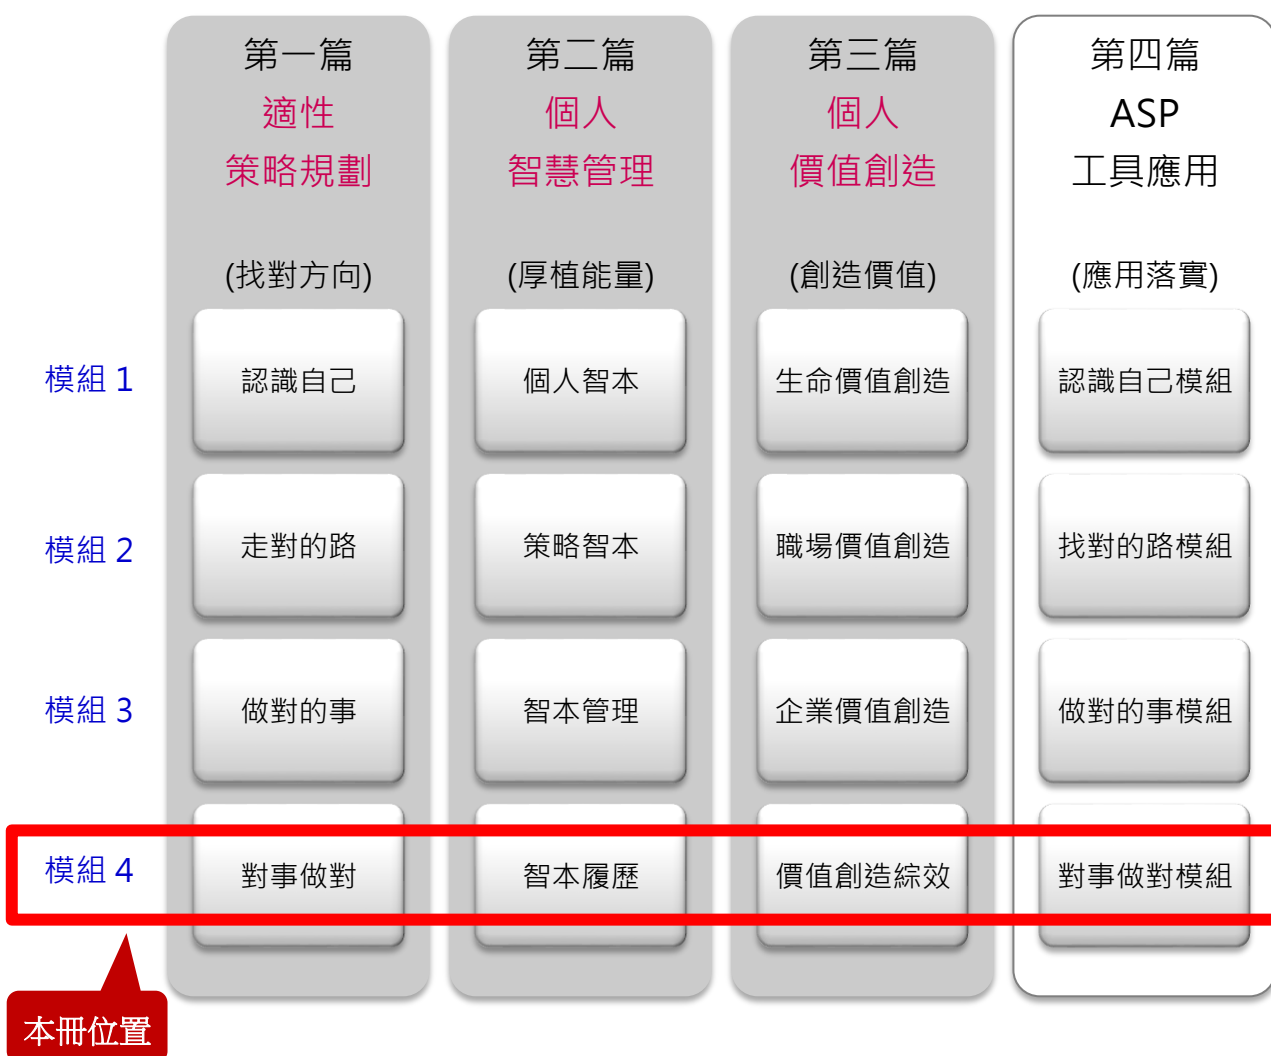 第一篇
適性
策略規劃
(找對方向)
第二篇
個人
智慧管理
(厚植能量)
第三篇
個人
價值創造
(創造價值)
第四篇
ASP
工具應用
(應用落實)
模組 1
認識自己
個人智本
生命價值創造
認識自己模組
模組 2
走對的路
策略智本
職場價值創造
找對的路模組
模組 3
做對的事
智本管理
企業價值創造
做對的事模組
模組 4
對事做對
智本履歷
價值創造綜效
對事做對模組
本冊位置